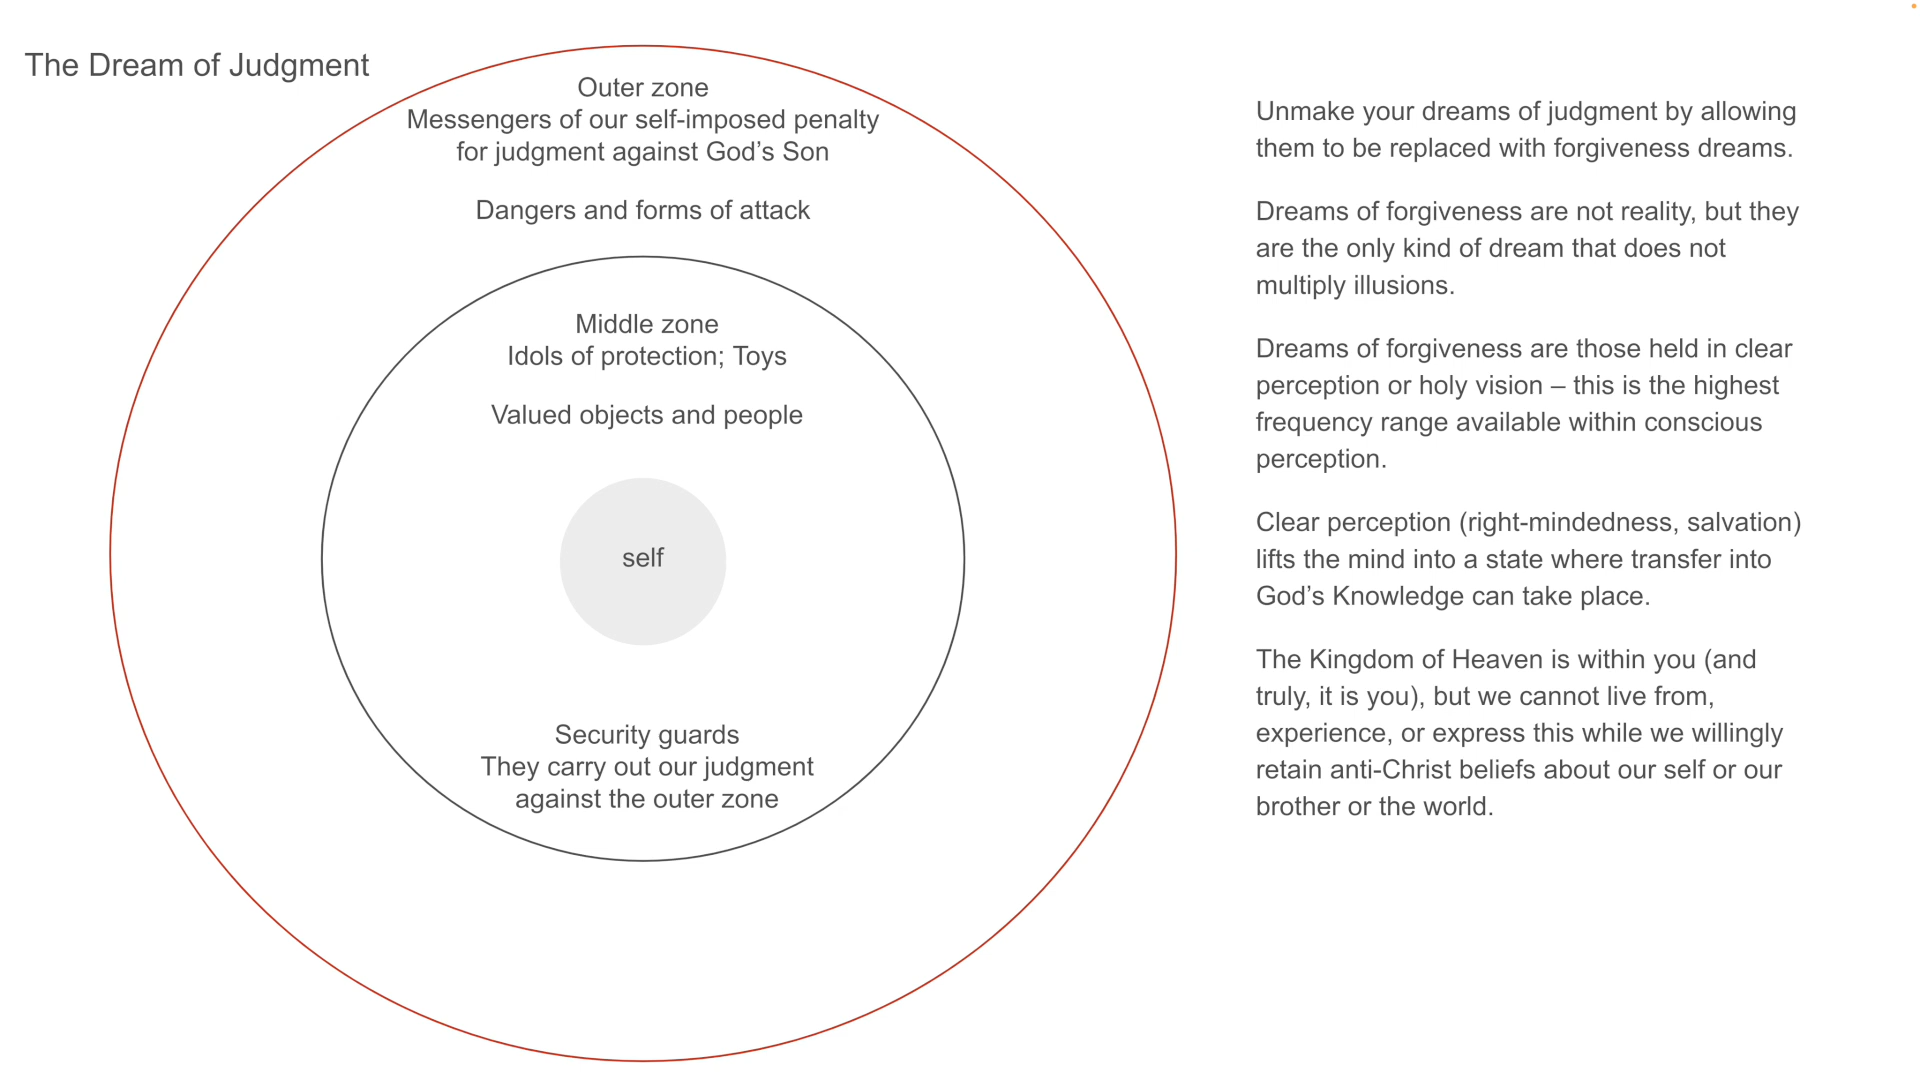 The Dream of Judgment
Outer zone
Messengers of our self-imposed penalty
for judgment against God’s Son
Dangers and forms of attack
Middle zone
Idols of protection; Toys
Valued objects and people
self
Security guards
They carry out our judgment
against the outer zone
Unmake your dreams of judgment by allowing
them to be replaced with forgiveness dreams.
Dreams of forgiveness are not reality, but they
are the only kind of dream that does not
multiply illusions.
Dreams of forgiveness are those held in clear
perception or holy vision – this is the highest
frequency range available within conscious
perception.
Clear perception (right-mindedness, salvation)
lifts the mind into a state where transfer into
God’s Knowledge can take place.
The Kingdom of Heaven is within you (and
truly, it is you), but we cannot live from,
experience, or express this while we willingly
retain anti-Christ beliefs about our self or our
brother or the world.